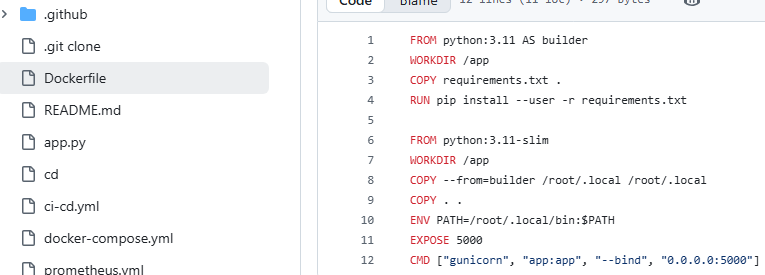 .github
.git clone
Dockerfile
README.md
app.py
cd
ci-cd.yml
docker-compose.yml
prometheus.yml
Code
Blame
12 lines (11 loc) · 297 bytes
1 FROM python:3.11 AS builder
2 WORKDIR /app
3 COPY requirements.txt .
4 RUN pip install --user -r requirements.txt
5
6 FROM python:3.11-slim
7 WORKDIR /app
8 COPY --from=builder /root/.local /root/.local
9 COPY . .
10 ENV PATH=/root/.local/bin:$PATH
11 EXPOSE 5000
12 CMD ["gunicorn", "app:app", "--bind", "0.0.0.0:5000"]